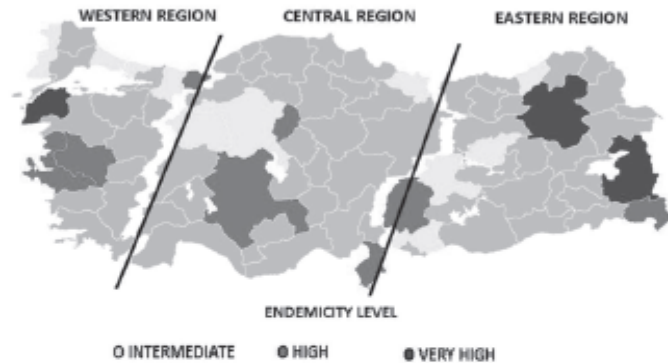 WESTERN REGION CENTRAL REGION EASTERN REGION
ENDEMICITY LEVEL
INTERMEDIATE HIGH VERY HIGH